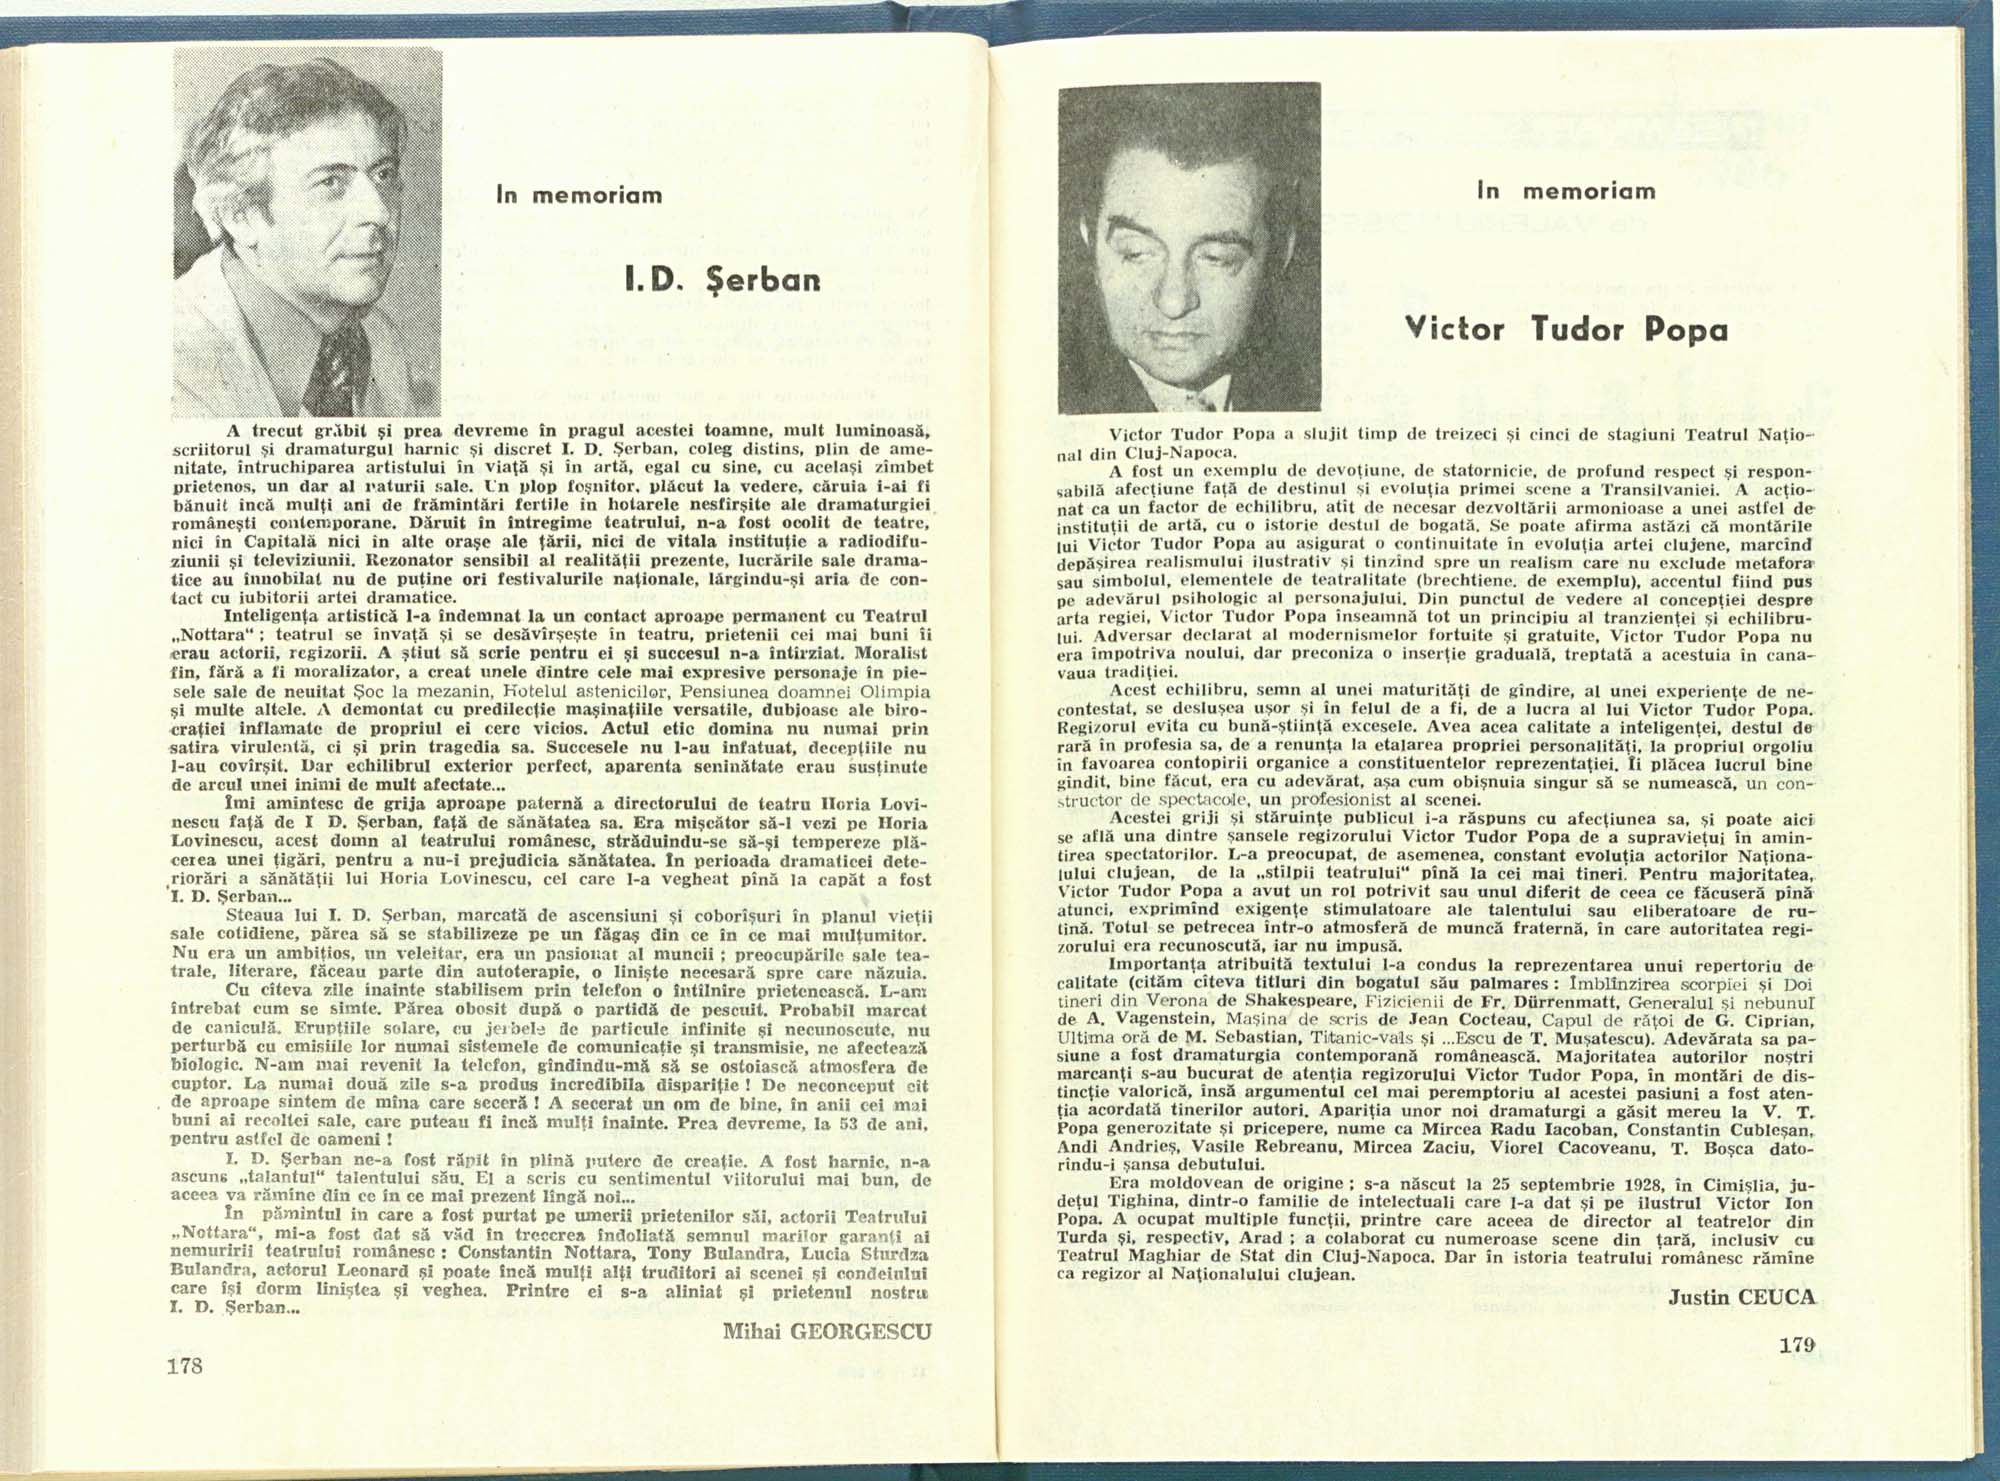 In memoriam
I.D. Şerban
A trecut grăbit şi prea devreme în pragul acestei toamne, mult luminoasă,
scriitorul şi dramaturgul harnic şi discret I. D. Şerban, coleg distins, plin de ame-
nitate, întruchiparea artistului în viaţă şi în artă, egal cu sine, cu acelaşi zîmbet
prietenos, un dar al naturii sale. Un plop foşnitor, plăcut la vedere, căruia i-ai fi
bănuit încă mulţi ani de frămîntări fertile în hotarele nesfîrşite ale dramaturgiei
româneşti contemporane. Dăruit în întregime teatrului, n-a fost ocolit de teatre,
nici în Capitală nici în alte oraşe ale ţării, nici de vitala instituţie a radiodifu-
ziunii şi televiziunii. Rezonator sensibil al realităţii prezente, lucrările sale drama-
tice au înnobilat nu de puţine ori festivalurile naţionale, lărgindu-şi aria de con-
tact cu iubitorii artei dramatice.
Inteligenţa artistică l-a îndemnat la un contact aproape permanent cu Teatrul
„Nottara“ ; teatrul se învaţă şi se desăvîrşeşte în teatru, prietenii cei mai buni îi
erau actorii, regizorii. A ştiut să scrie pentru ei şi succesul n-a întîrziat. Moralist
fin, fără a fi moralizator, a creat unele dintre cele mai expresive personaje în pie-
sele sale de neuitat Şoc la mezanin, Hotelul astenicilor, Pensiunea doamnei Olimpia
şi multe altele. A demontat cu predilecţie maşinaţiile versatile, dubioase ale biro-
craţiei inflamate de propriul ei cerc vicios. Actul etic domina nu numai prin
satira virulentă, ci şi prin tragedia sa. Succesele nu l-au infatuat, decepţiile nu
l-au covîrşit. Dar echilibrul exterior perfect, aparenta seninătate erau susţinute
de arcul unei inimi de mult afectate...
Îmi amintesc de grija aproape paternă a directorului de teatru Horia Lovi-
nescu faţă de I D. Şerban, faţă de sănătatea sa. Era mişcător să-l vezi pe Horia
Lovinescu, acest domn al teatrului românesc, străduindu-se să-şi tempereze plă-
cerea unei ţigări, pentru a nu-i prejudicia sănătatea. În perioada dramaticei dete-
riorări a sănătăţii lui Horia Lovinescu, cel care l-a vegheat pînă la capăt a fost
I. D. Şerban...
Steaua lui I. D. Şerban, marcată de ascensiuni şi coborîşuri în planul vieţii
sale cotidiene, părea să se stabilizeze pe un făgaş din ce în ce mai mulţumitor.
Nu era un ambiţios, un veleitar, era un pasionat al muncii ; preocupările sale tea-
trale, literare, făceau parte din autoterapie, o linişte necesară spre care năzuia.
Cu cîteva zile înainte stabilisem prin telefon o întîlnire prietenească. L-am
întrebat cum se simte. Părea obosit după o partidă de pescuit. Probabil marcat
de caniculă. Erupţiile solare, cu jerbele de particule infinite şi necunoscute, nu
perturbă cu emisiile lor numai sistemele de comunicaţie şi transmisie, ne afectează
biologic. N-am mai revenit la telefon, gîndindu-mă să se ostoiască atmosfera de
cuptor. La numai două zile s-a produs incredibila dispariţie ! De neconceput cît
de aproape sîntem de mîna care seceră ! A secerat un om de bine, în anii cei mai
buni ai recoltei sale, care puteau fi încă mulţi înainte. Prea devreme, la 53 de ani,
pentru astfel de oameni !
I. D. Şerban ne-a fost răpit în plină putere de creaţie. A fost harnic, n-a
ascuns „talantul“ talentului său. El a scris cu sentimentul viitorului mai bun, de
aceea va rămîne din ce în ce mai prezent lîngă noi...
În pămîntul in care a fost purtat pe umerii prietenilor săi, actorii Teatrului
„Nottara“, mi-a fost dat să văd în trecerea îndoliată semnul marilor garanţi ai
nemuririi teatrului românesc : Constantin Nottara, Tony Bulandra, Lucia Sturdza
Bulandra, actorul Leonard şi poate încă mulţi alţi truditori ai scenei şi condeiului
care îşi dorm liniştea şi veghea. Printre ei s-a aliniat şi prietenul nostru
I. D. Şerban...
Mihai GEORGESCU
178
In memoriam
Victor Tudor Popa
Victor Tudor Popa a slujit timp de treizeci şi cinci de stagiuni Teatrul Naţio-
nal din Cluj-Napoca.
A fost un exemplu de devoţiune, de statornicie, de profund respect şi respon-
sabilă afecţiune faţă de destinul şi evoluţia primei scene a Transilvaniei. A acţio-
nat ca un factor de echilibru, atît de necesar dezvoltării armonioase a unei astfel de
instituţii de artă, cu o istorie destul de bogată. Se poate afirma astăzi că montările
lui Victor Tudor Popa au asigurat o continuitate în evoluţia artei clujene, marcînd
depăşirea realismului ilustrativ şi tinzînd spre un realism care nu exclude metafora
sau simbolul, elementele de teatralitate (brechtiene, de exemplu), accentul fiind pus
pe adevărul psihologic al personajului. Din punctul de vedere al concepţiei despre
arta regiei, Victor Tudor Popa înseamnă tot un principiu al tranzienţei şi echilibru-
lui. Adversar declarat al modernismelor fortuite şi gratuite, Victor Tudor Popa nu
era împotriva noului, dar preconiza o inserţie graduală, treptată a acestuia în cana-
vaua tradiţiei.
Acest echilibru, semn al unei maturităţi de gîndire, al unei experienţe de ne-
contestat, se desluşea uşor şi în felul de a fi, de a lucra al lui Victor Tudor Popa.
Regizorul evita cu bună-ştiinţă excesele. Avea acea calitate a inteligenţei, destul de
rară în profesia sa, de a renunţa la etalarea propriei personalităţi, la propriul orgoliu
în favoarea contopirii organice a constituentelor reprezentaţiei. Îi plăcea lucrul bine
gîndit, bine făcut, era cu adevărat, aşa cum obişnuia singur să se numească, un con-
structor de spectacole, un profesionist al scenei.
Acestei griji şi stăruinţe publicul i-a răspuns cu afecţiunea sa, şi poate aici
se află una dintre şansele regizorului Victor Tudor Popa de a supravieţui în amin-
tirea spectatorilor. L-a preocupat, de asemenea, constant evoluţia actorilor Naţiona-
lului clujean, de la „stîlpii teatrului“ pînă la cei mai tineri. Pentru majoritatea,
Victor Tudor Popa a avut un rol potrivit sau unul diferit de ceea ce făcuseră pînă
atunci, exprimînd exigenţe stimulatoare ale talentului sau eliberatoare de ru-
tină. Totul se petrecea într-o atmosferă de muncă fraternă, în care autoritatea regi-
zorului era recunoscută, iar nu impusă.
Importanţa atribuită textului l-a condus la reprezentarea unui repertoriu de
calitate (cităm cîteva titluri din bogatul său palmares : Îmblînzirea scorpiei şi Doi
tineri din Verona de Shakespeare, Fizicienii de Fr. Dürrenmatt, Generalul şi nebunul
de A. Vagenstein, Maşina de scris de Jean Cocteau, Capul de răţoi de G. Ciprian,
Ultima oră de M. Sebastian, Titanic-vals şi ...Escu de T. Muşatescu). Adevărata sa pa-
siune a fost dramaturgia contemporană românească. Majoritatea autorilor noştri
marcanţi s-au bucurat de atenţia regizorului Victor Tudor Popa, în montări de dis-
tincţie valorică, însă argumentul cel mai peremptoriu al acestei pasiuni a fost aten-
ţia acordată tinerilor autori. Apariţia unor noi dramaturgi a găsit mereu la V. T.
Popa generozitate şi pricepere, nume ca Mircea Radu Iacoban, Constantin Cubleşan,
Andi Andrieş, Vasile Rebreanu, Mircea Zaciu, Viorel Cacoveanu, T. Boşca dato-
rindu-i şansa debutului.
Era moldovean de origine ; s-a născut la 25 septembrie 1928, în Cimişlia, ju-
deţul Tighina, dintr-o familie de intelectuali care l-a dat şi pe ilustrul Victor Ion
Popa. A ocupat multiple funcţii, printre care aceea de director al teatrelor din
Turda şi, respectiv, Arad ; a colaborat cu numeroase scene din ţară, inclusiv cu
Teatrul Maghiar de Stat din Cluj-Napoca. Dar în istoria teatrului românesc rămîne
ca regizor al Naţionalului clujean.
Justin CEUCA
179